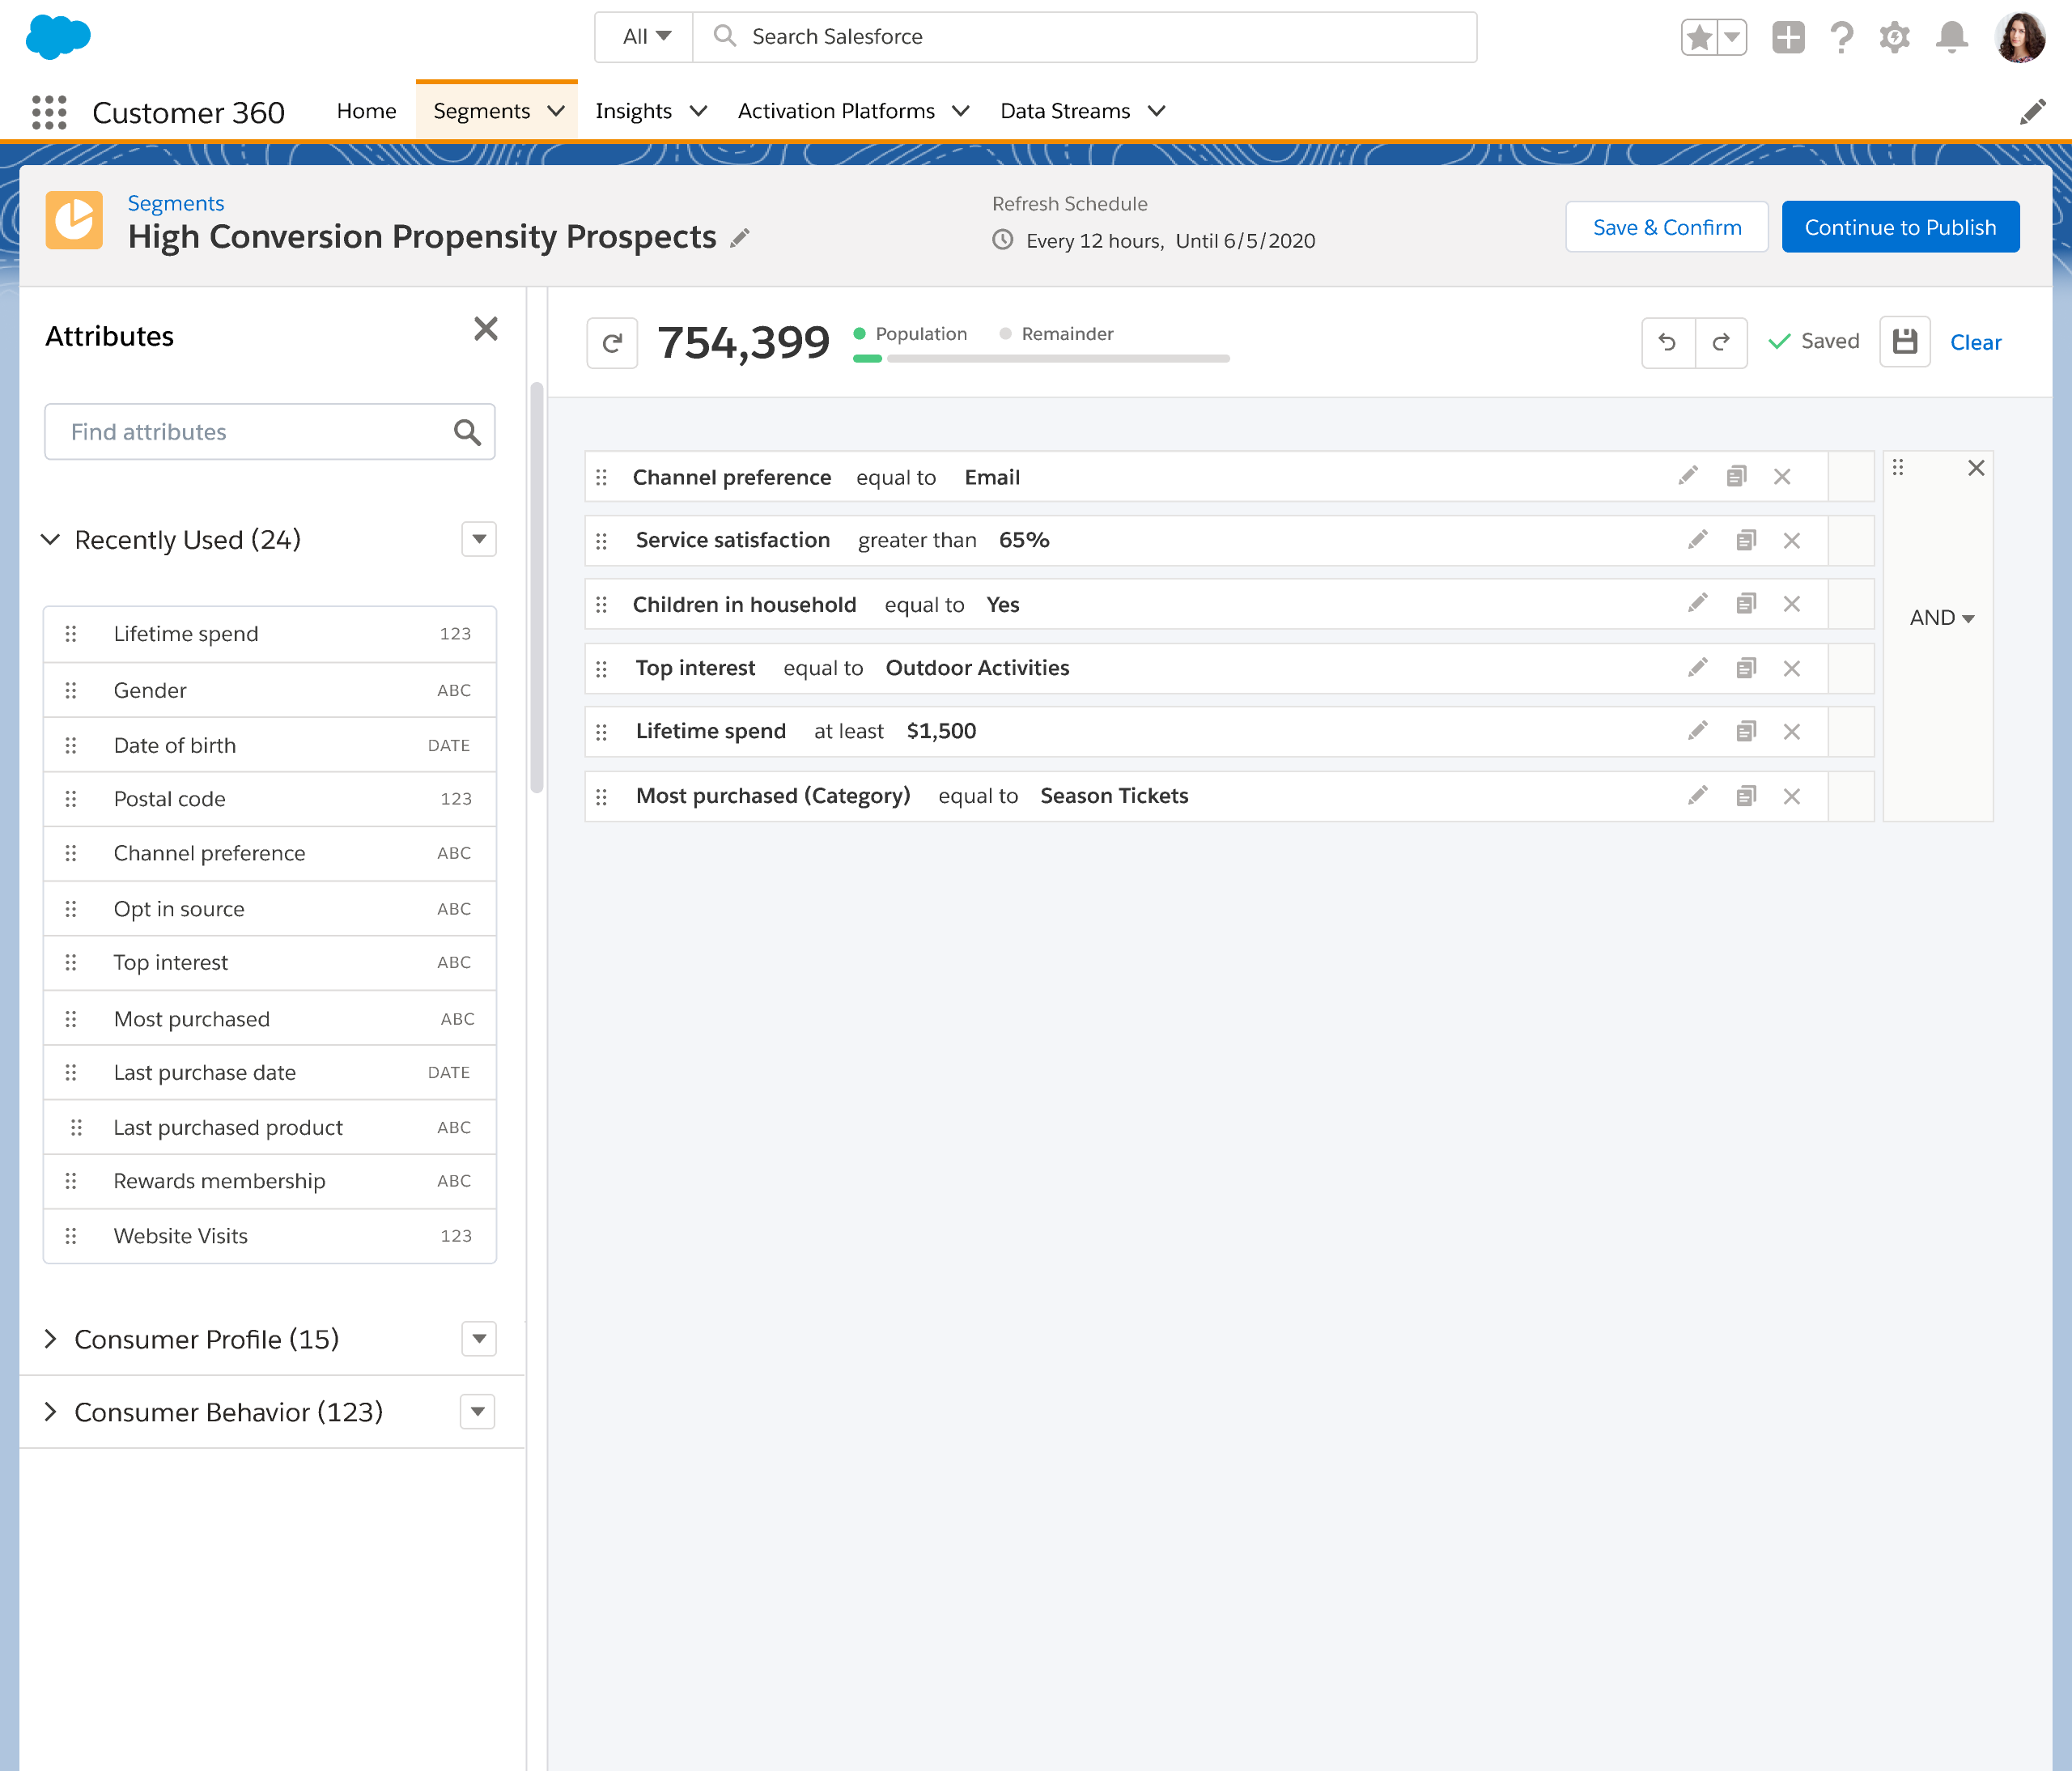 All
Search Salesforce
Customer 360
Home
Segments
Insights
Activation Platforms
Data Streams
Segments
High Conversion Propensity Prospects
Refresh Schedule
Every 12 hours, Until 6/5/2020
Save & Confirm
Continue to Publish
Attributes
Find attributes
Recently Used (24)
Lifetime spend 123
Gender ABC
Date of birth DATE
Postal code 123
Channel preference ABC
Opt in source ABC
Top interest ABC
Most purchased ABC
Last purchase date DATE
Last purchased product ABC
Rewards membership ABC
Website Visits 123
Consumer Profile (15)
Consumer Behavior (123)
754,399
Population
Remainder
Saved
Clear
Channel preference equal to Email
Service satisfaction greater than 65%
Children in household equal to Yes
Top interest equal to Outdoor Activities
Lifetime spend at least $1,500
Most purchased (Category) equal to Season Tickets
AND